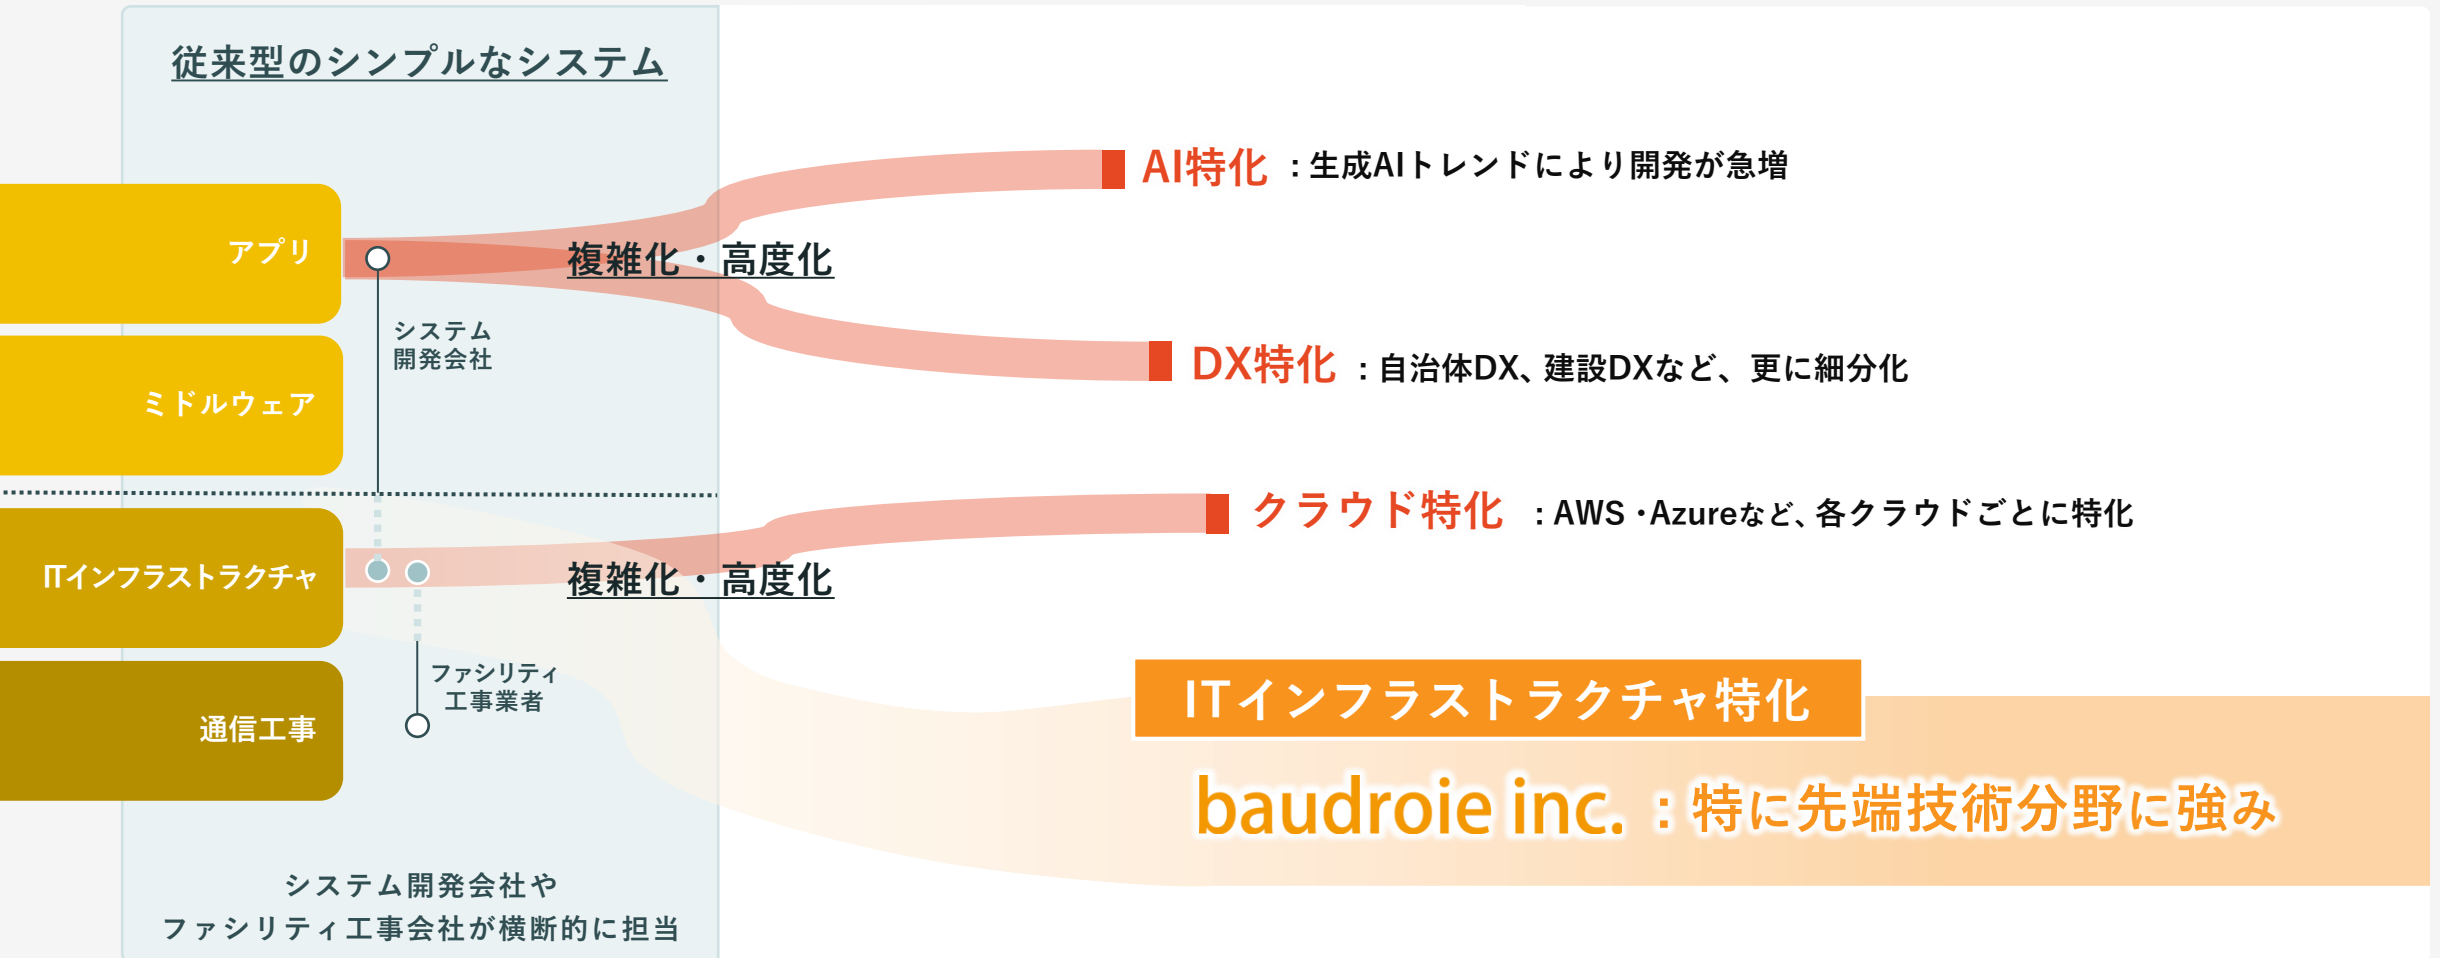 従来型のシンプルなシステム
アプリ
ミドルウェア
ITインフラストラクチャ
通信工事
システム
開発会社
ファシリティ
工事業者
複雑化・高度化
複雑化・高度化
システム開発会社や
ファシリティ工事会社が横断的に担当
AI特化 : 生成AIトレンドにより開発が急増
DX特化 : 自治体DX、建設DXなど、更に細分化
クラウド特化 : AWS・Azureなど、各クラウドごとに特化
ITインフラストラクチャ特化
baudroie inc. : 特に先端技術分野に強み